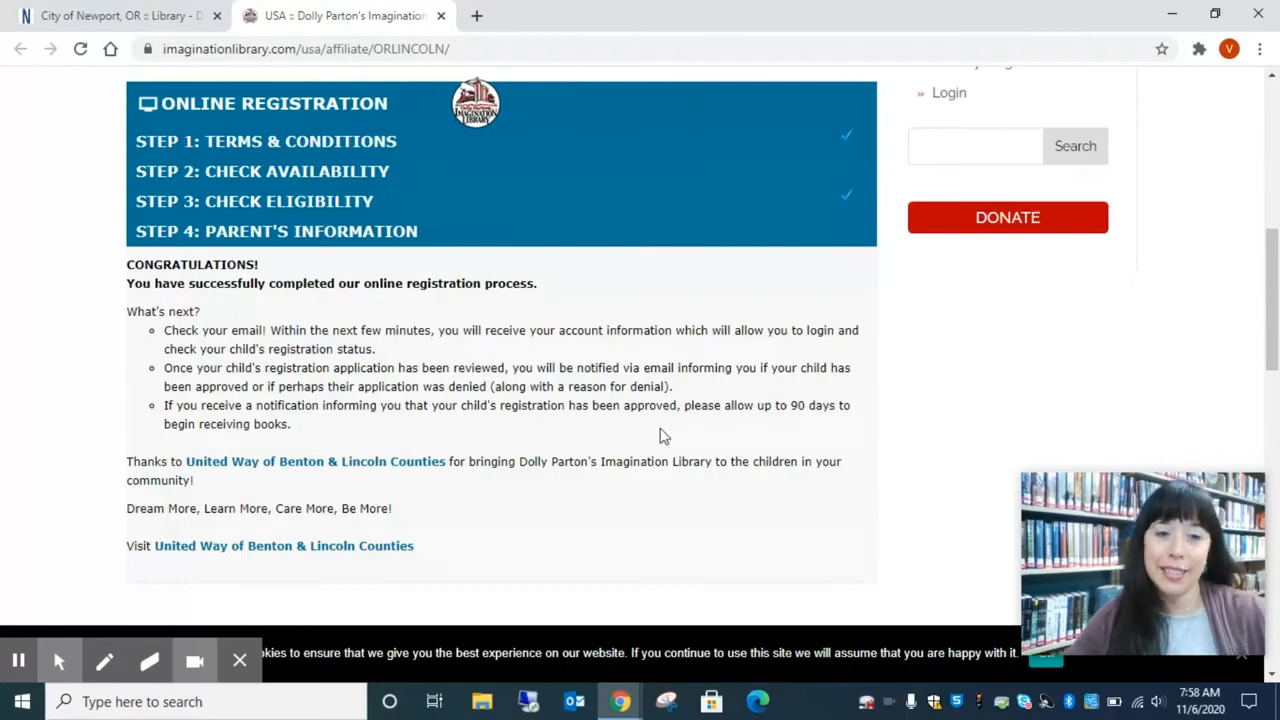 City of Newport, OR :: Library - D
USA :: Dolly Parton's Imagination
imaginationlibrary.com/usa/affiliate/ORLINCOLN/
V
ONLINE REGISTRATION
IMAGINATION LIBRARY
STEP 1: TERMS & CONDITIONS
STEP 2: CHECK AVAILABILITY
STEP 3: CHECK ELIGIBILITY
STEP 4: PARENT'S INFORMATION
» Login
Search
DONATE
CONGRATULATIONS!
You have successfully completed our online registration process.
What's next?
Check your email! Within the next few minutes, you will receive your account information which will allow you to login and
check your child's registration status.
Once your child's registration application has been reviewed, you will be notified via email informing you if your child has
been approved or if perhaps their application was denied (along with a reason for denial).
If you receive a notification informing you that your child's registration has been approved, please allow up to 90 days to
begin receiving books.
Thanks to United Way of Benton & Lincoln Counties for bringing Dolly Parton's Imagination Library to the children in your
community!
Dream More, Learn More, Care More, Be More!
Visit United Way of Benton & Lincoln Counties
to ensure that we give you the best experience on our website. If you continue to use this site we will assume that you are happy with it.
Type here to search
7:58 AM
11/6/2020